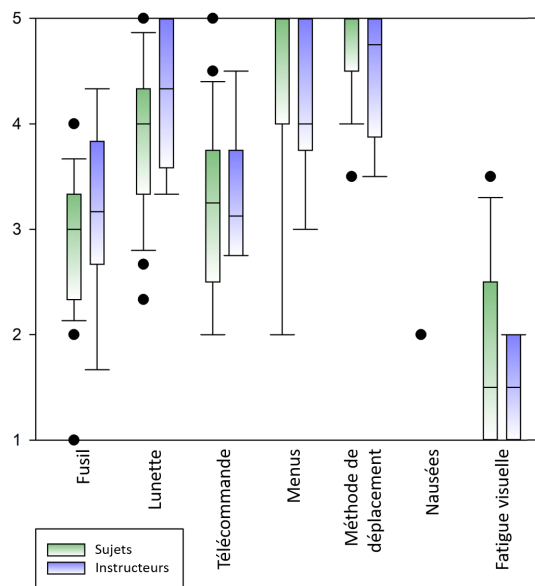 5
4
3
2
1
Fusil
Lunette
Télécommande
Menus
Méthode de
déplacement
Nausées
Fatigue visuelle
Sujets
Instructeurs